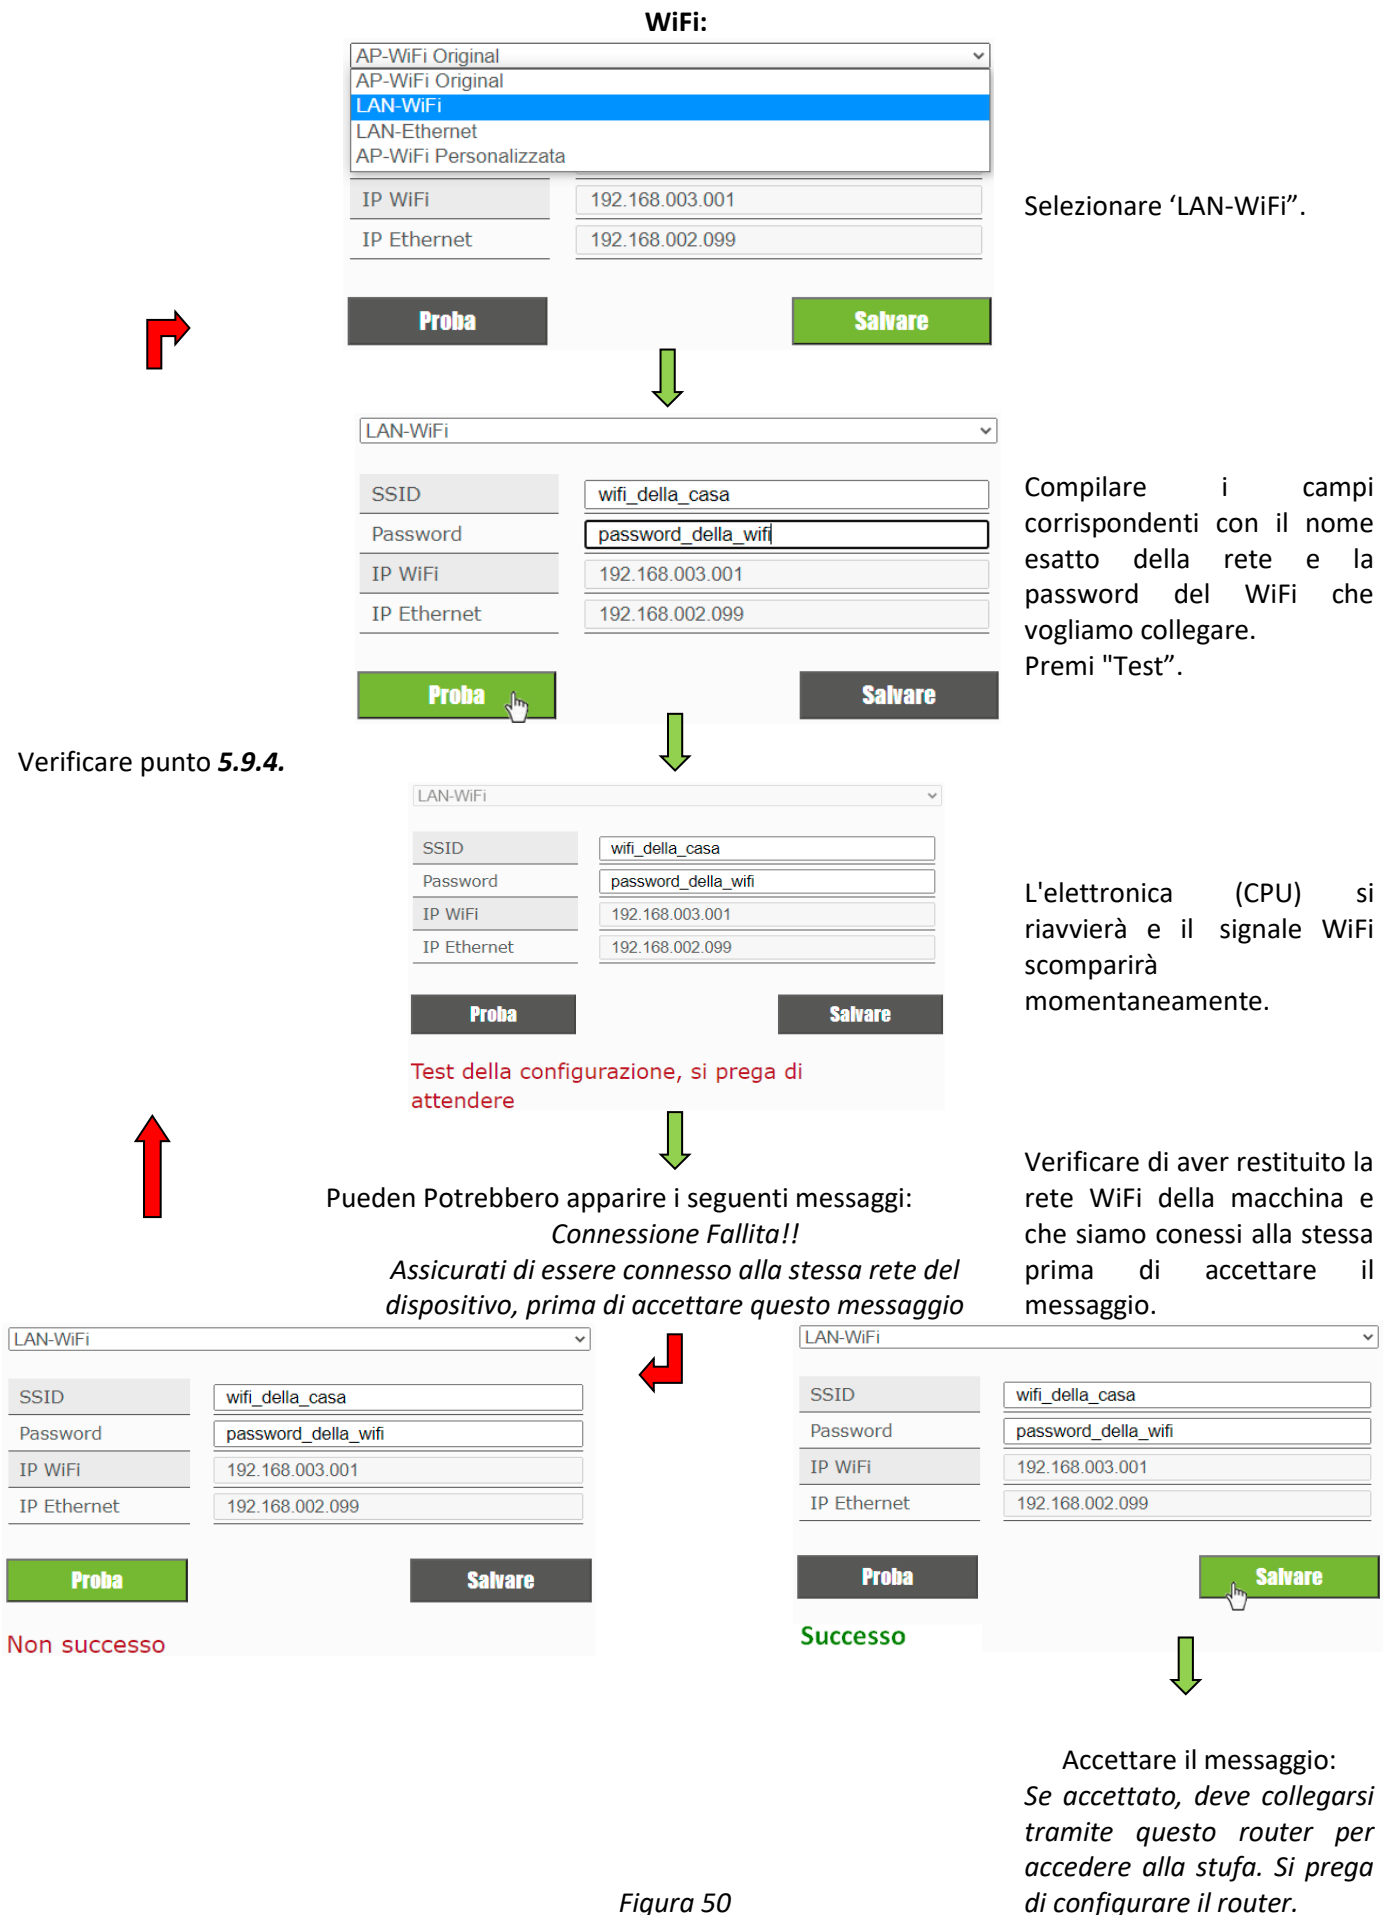 WiFi:
AP-WiFi Original
AP-WiFi Original
LAN-WiFi
LAN-Ethernet
AP-WiFi Personalizzata
IP WiFi 192.168.003.001
IP Ethernet 192.168.002.099
Proba Salvare
Selezionare ‘LAN-WiFi”.
LAN-WiFi
SSID wifi_della_casa
Password password_della_wifi
IP WiFi 192.168.003.001
IP Ethernet 192.168.002.099
Proba Salvare
Compilare i campi
corrispondenti con il nome
esatto della rete e la
password del WiFi che
vogliamo collegare.
Premi "Test”.
Verificare punto 5.9.4.
LAN-WiFi
SSID wifi_della_casa
Password password_della_wifi
IP WiFi 192.168.003.001
IP Ethernet 192.168.002.099
Proba Salvare
Test della configurazione, si prega di
attendere
L'elettronica (CPU) si
riavvierà e il signale WiFi
scomparirà
momentaneamente.
Pueden Potrebbero apparire i seguenti messaggi:
Connessione Fallita!!
Assicurati di essere connesso alla stessa rete del
dispositivo, prima di accettare questo messaggio
Verificare di aver restituito la
rete WiFi della macchina e
che siamo conessi alla stessa
prima di accettare il
messaggio.
LAN-WiFi
SSID wifi_della_casa
Password password_della_wifi
IP WiFi 192.168.003.001
IP Ethernet 192.168.002.099
Proba Salvare
Non successo
LAN-WiFi
SSID wifi_della_casa
Password password_della_wifi
IP WiFi 192.168.003.001
IP Ethernet 192.168.002.099
Proba Salvare
Successo
Accettare il messaggio:
Se accettato, deve collegarsi
tramite questo router per
accedere alla stufa. Si prega
di configurare il router.
Figura 50